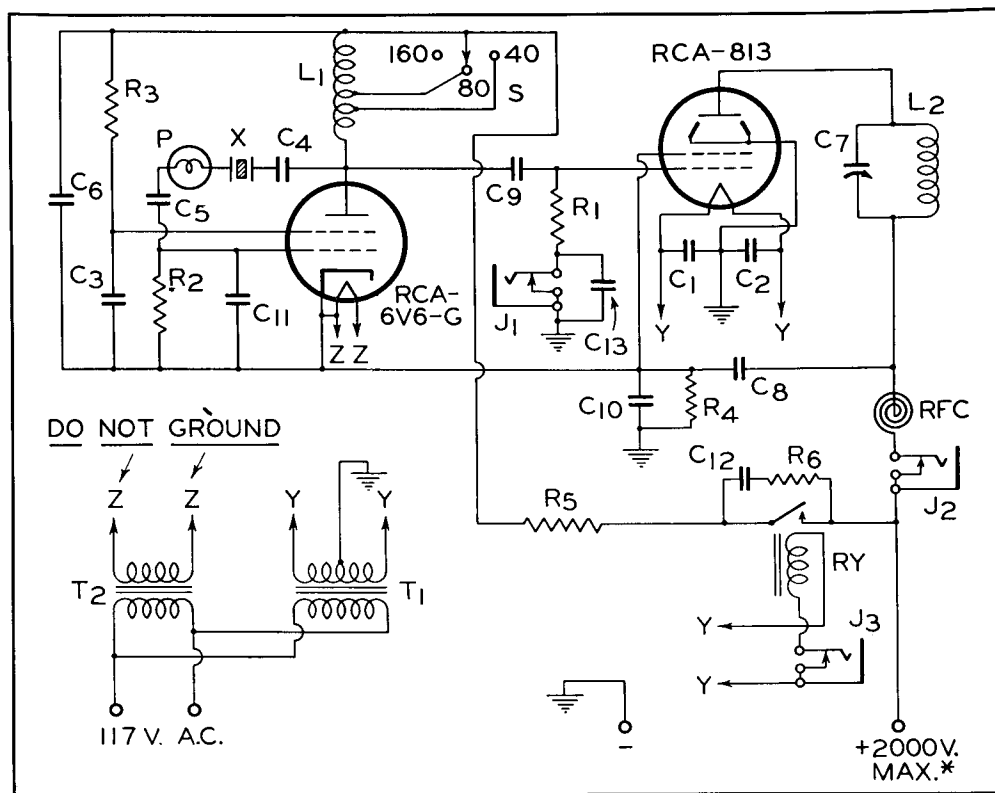 RCA-813
160
40
L1
80
S
L2
R3
P
X
C4
C7
C6
C9
C5
R1
C3
R2
C11
RCA-
6V6-G
J1
C13
C1
C2
Z Z
Y
Y
C10
R4
C8
RFC
DO NOT GROUND
C12
R6
Z
Z
Y
Y
R5
J2
T2
T1
RY
Y
J3
Y
117 V. A.C.
-
+2000V.
MAX.*